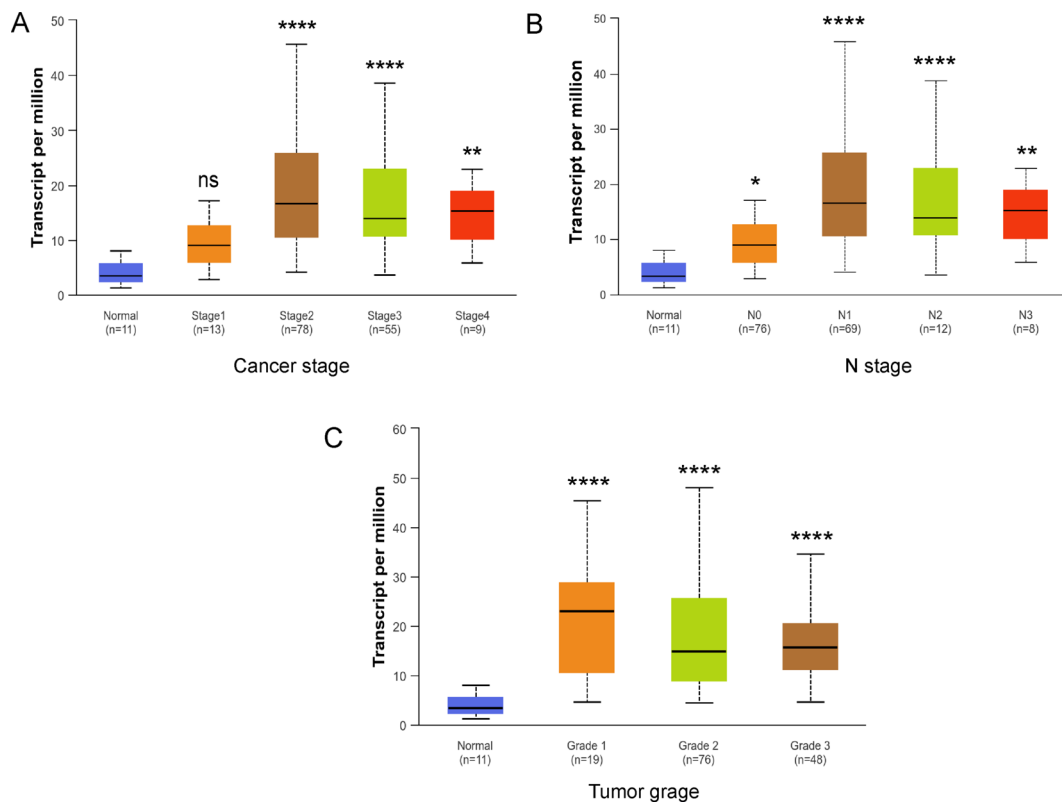 A
Transcript per million
50
40
30
20
10
0
ns
****
****
**
Normal
(n=11)
Stage1
(n=13)
Stage2
(n=78)
Stage3
(n=55)
Stage4
(n=9)
Cancer stage
B
Transcript per million
50
40
30
20
10
0
*
****
****
**
Normal
(n=11)
N0
(n=76)
N1
(n=69)
N2
(n=12)
N3
(n=8)
N stage
C
Transcript per million
60
50
40
30
20
10
0
****
****
****
Normal
(n=11)
Grade 1
(n=19)
Grade 2
(n=76)
Grade 3
(n=48)
Tumor grage